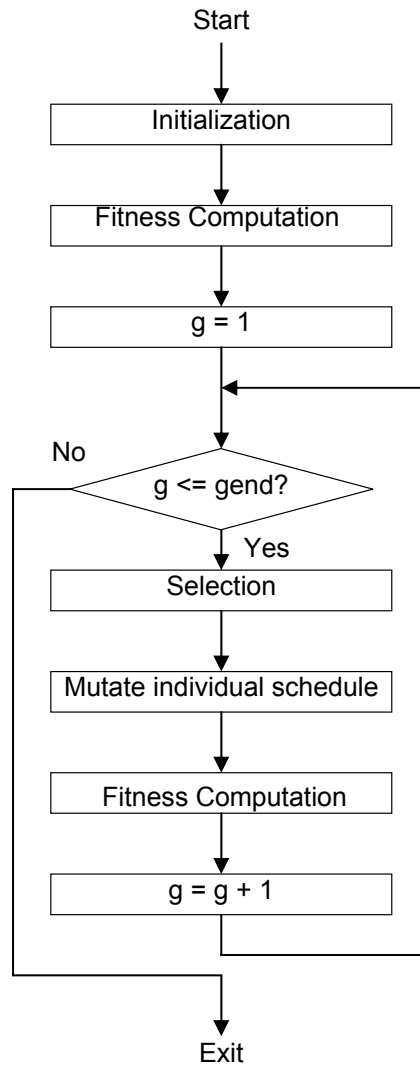 Start
Initialization
Fitness Computation
g = 1
No
g <= gend?
Yes
Selection
Mutate individual schedule
Fitness Computation
g = g + 1
Exit